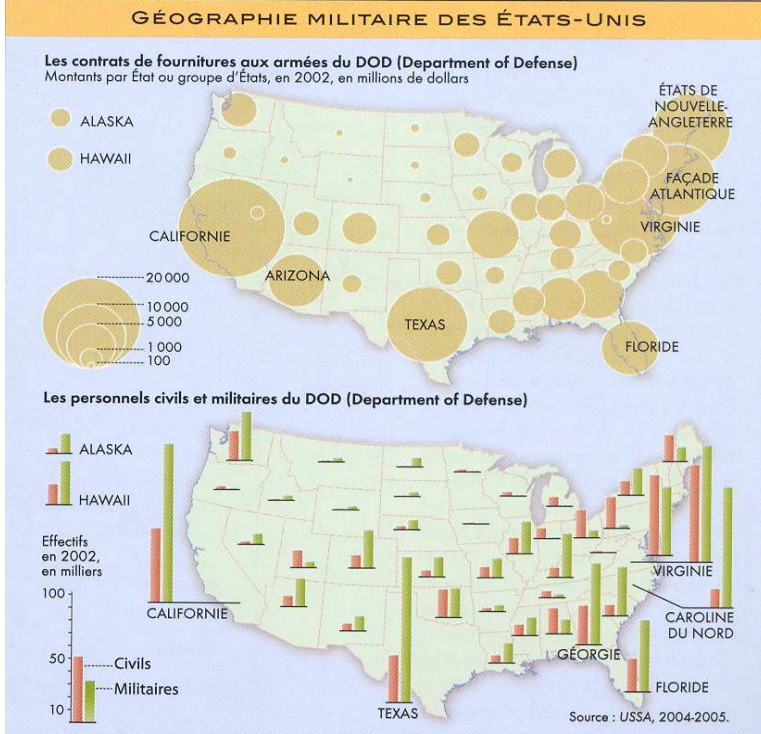 GÉOGRAPHIE MILITAIRE DES ÉTATS-UNIS
Les contrats de fournitures aux armées du DOD (Department of Defense)
Montants par État ou groupe d'États, en 2002, en millions de dollars
ALASKA
HAWAII
ÉTATS DE
NOUVELLE-
ANGLETERRE
FAÇADE
ATLANTIQUE
VIRGINIE
CALIFORNIE
ARIZONA
TEXAS
FLORIDE
20 000
10 000
5 000
1 000
100
Les personnels civils et militaires du DOD (Department of Defense)
ALASKA
HAWAII
Effectifs
en 2002,
en milliers
100
50
10
Civils
Militaires
CALIFORNIE
TEXAS
GÉORGIE
VIRGINIE
CAROLINE
DU NORD
FLORIDE
Source : USSA, 2004-2005.